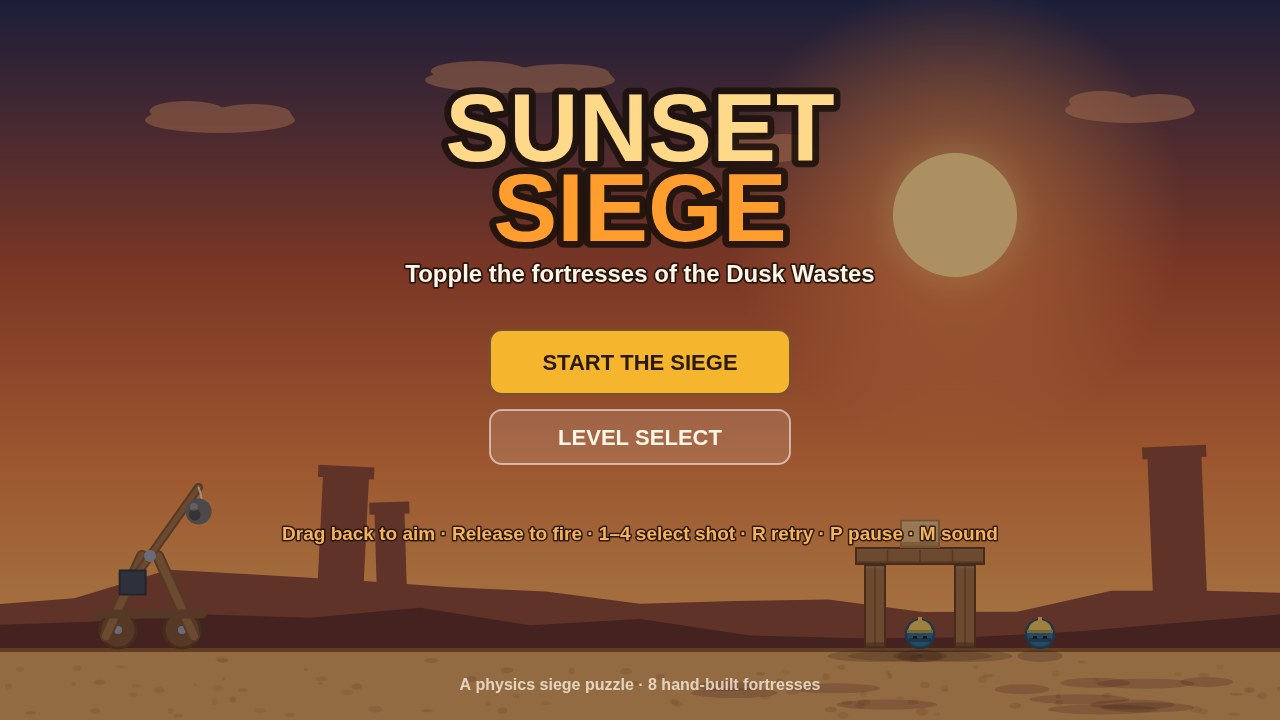 SUNSET
SIEGE
Topple the fortresses of the Dusk Wastes
START THE SIEGE
LEVEL SELECT
Drag back to aim · Release to fire · 1–4 select shot · R retry · P pause · M sound
A physics siege puzzle · 8 hand-built fortresses